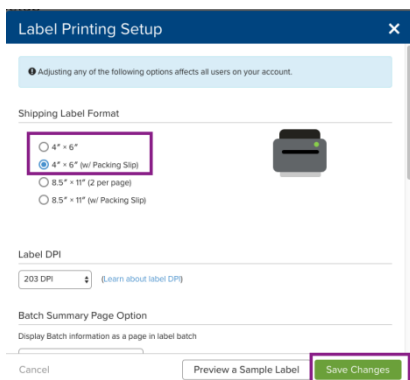 Label Printing Setup
Adjusting any of the following options affects all users on your account.
Shipping Label Format
4" × 6"
4" × 6" (w/ Packing Slip)
8.5" × 11" (2 per page)
8.5" × 11" (w/ Packing Slip)
Label DPI
203 DPI (Learn about label DPI)
Batch Summary Page Option
Display Batch information as a page in label batch
Cancel Preview a Sample Label Save Changes